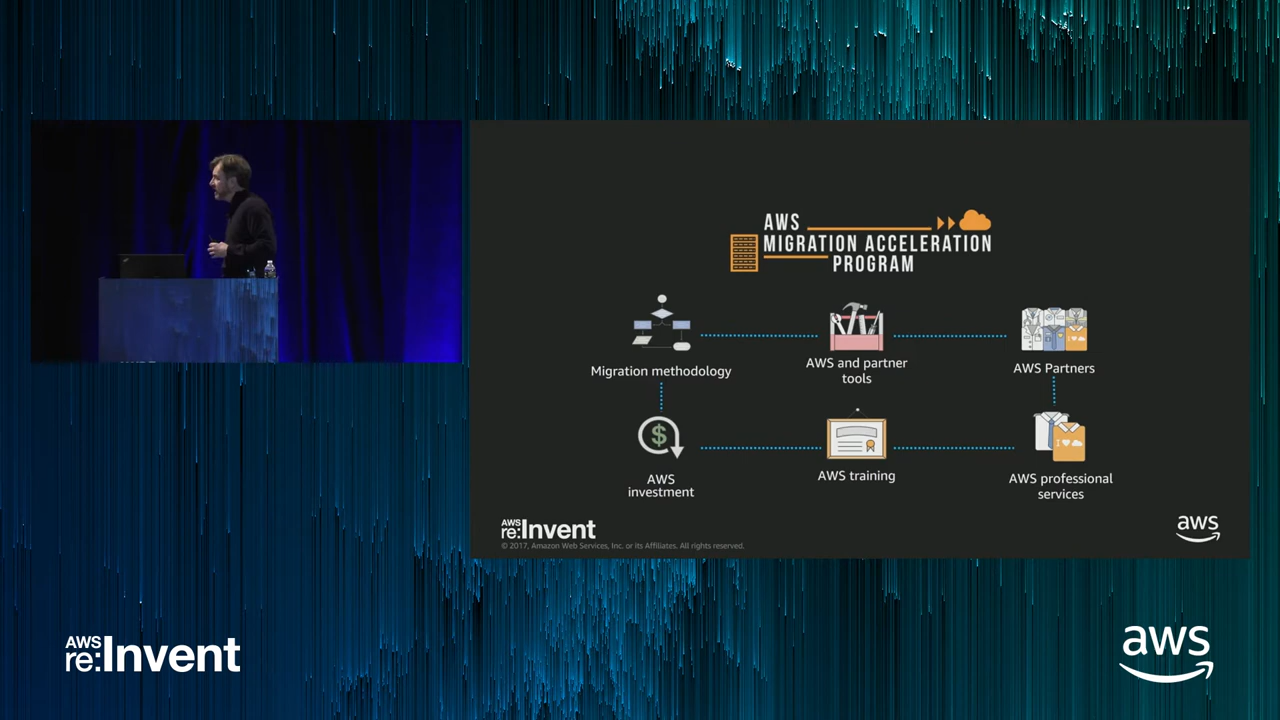 AWS
MIGRATION ACCELERATION
PROGRAM
Migration methodology
AWS and partner
tools
AWS Partners
AWS
investment
AWS training
AWS professional
services
I
I
AWS
re:Invent
© 2017, Amazon Web Services, Inc. or its Affiliates. All rights reserved.
aws
AWS
re:Invent
aws